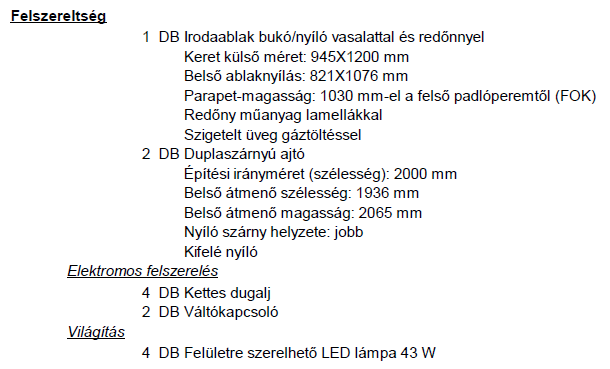 Felszereltség
1 DB Irodaablak bukó/nyíló vasalattal és redőnnyel
Keret külső méret: 945X1200 mm
Belső ablaknyílás: 821X1076 mm
Parapet-magasság: 1030 mm-el a felső padlóperemtől (FOK)
Redőny műanyag lamellákkal
Szigetelt üveg gáztöltéssel
2 DB Duplaszárnyú ajtó
Építési irányméret (szélesség): 2000 mm
Belső átmenő szélesség: 1936 mm
Belső átmenő magasság: 2065 mm
Nyíló szárny helyzete: jobb
Kifelé nyíló
Elektromos felszerelés
4 DB Kettes dugalj
2 DB Váltókapcsoló
Világítás
4 DB Felületre szerelhető LED lámpa 43 W